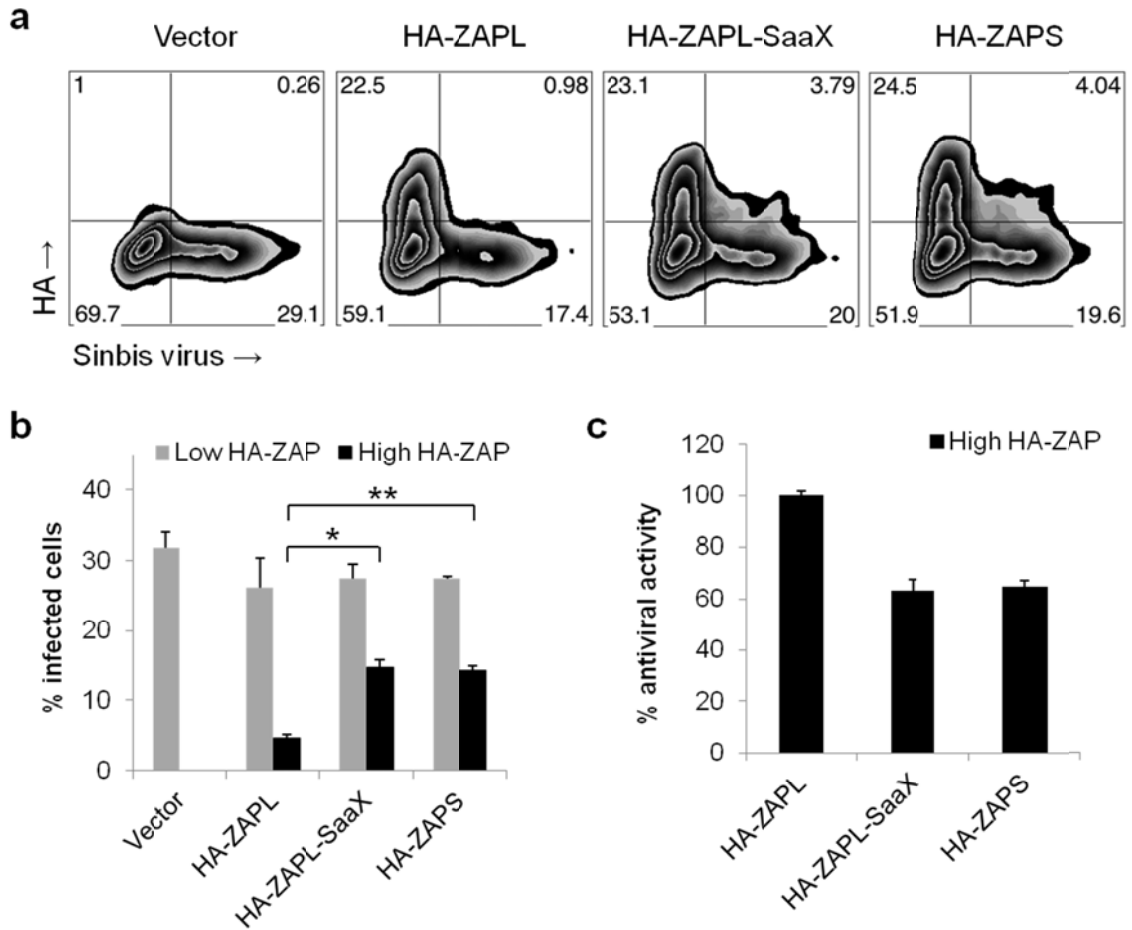 a
Vector HA-ZAPL HA-ZAPL-SaaX HA-ZAPS
1 0.26 22.5 0.98 23.1 3.79 24.5 4.04
HA →
69.7 29.1 59.1 17.4 53.1 20 51.9 19.6
Sinbis virus →
b
Low HA-ZAP High HA-ZAP
% infected cells
40
30
20
10
0
**
*
Vector
HA-ZAPL
HA-ZAPL-SaaX
HA-ZAPS
c
High HA-ZAP
% antiviral activity
120
100
80
60
40
20
0
HA-ZAPL
HA-ZAPL-SaaX
HA-ZAPS